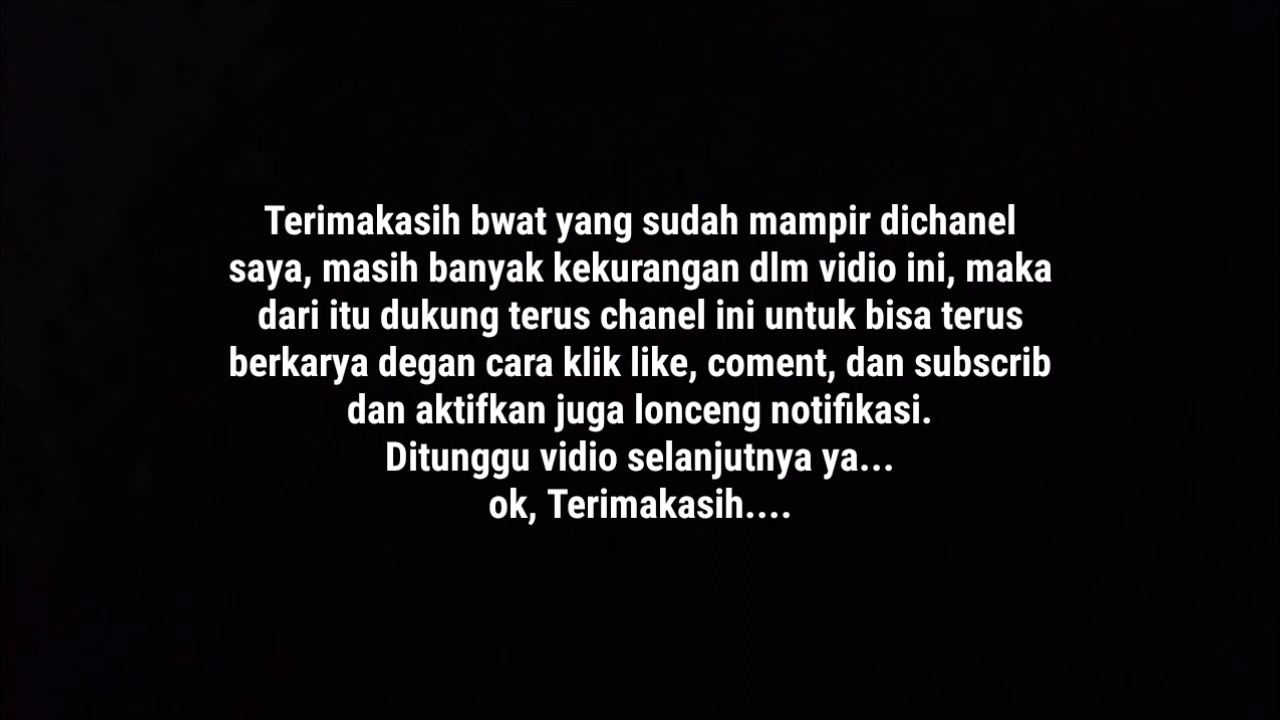 Terimakasih bwat yang sudah mampir dichanel
saya, masih banyak kekurangan dlm vidio ini, maka
dari itu dukung terus chanel ini untuk bisa terus
berkarya degan cara klik like, coment, dan subscrib
dan aktifkan juga lonceng notifikasi.
Ditunggu vidio selanjutnya ya...
ok, Terimakasih....